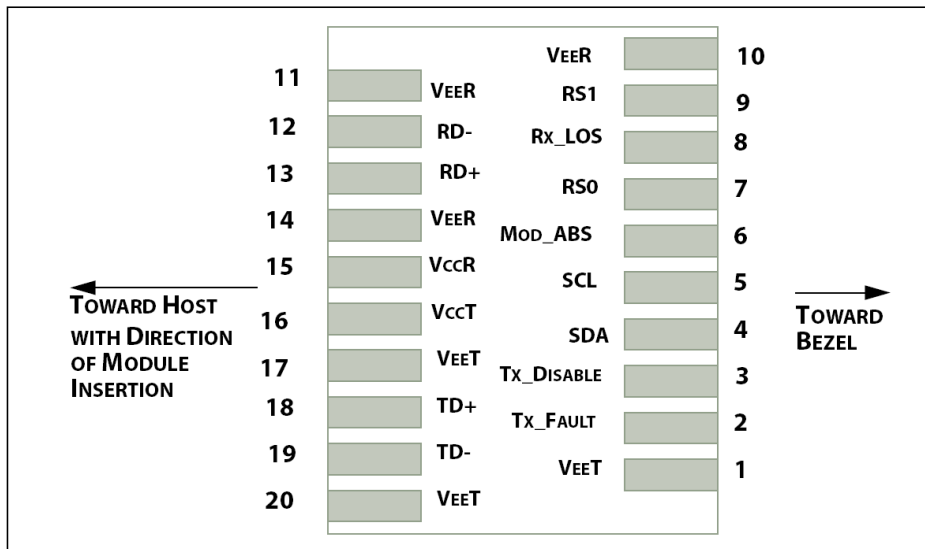 11 VEER
12 RD-
13 RD+
14 VEER
15 VCCR
16 VCCT
17 VEET
18 TD+
19 TD-
20 VEET
VEER 10
RS1 9
RX_LOS 8
RS0 7
MOD_ABS 6
SCL 5
SDA 4
TX_DISABLE 3
TX_FAULT 2
VEET 1
TOWARD HOST
WITH DIRECTION
OF MODULE
INSERTION
TOWARD
BEZEL